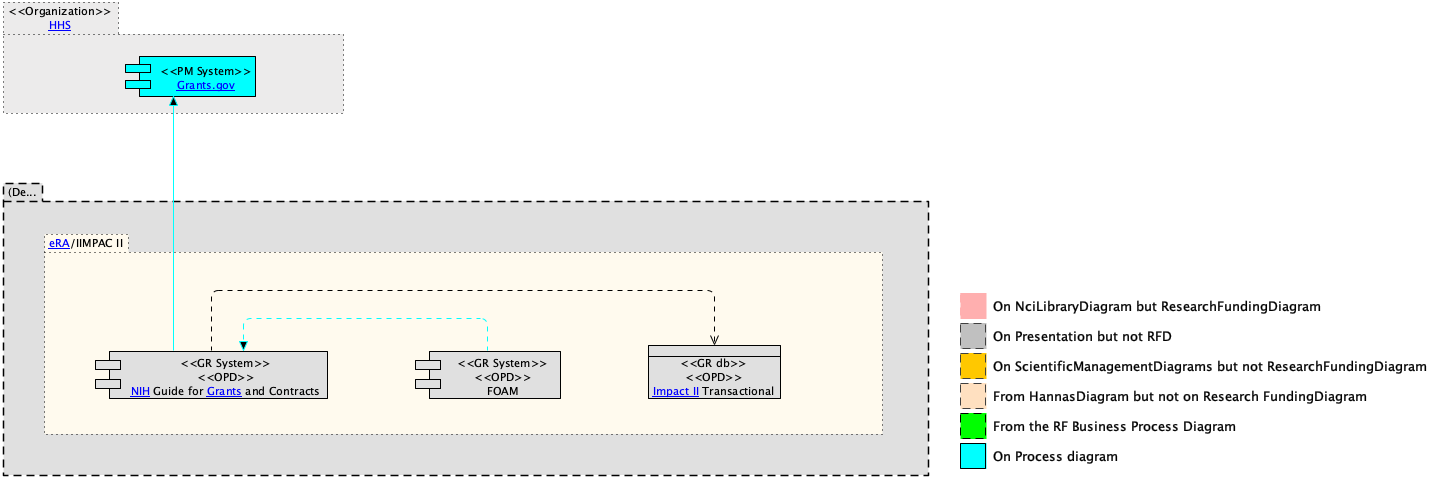 <<Organization>>
HHS
<<PM System>>
Grants.gov
(De...
eRA/IIMPAC II
<<GR System>>
<<OPD>>
NIH Guide for Grants and Contracts
<<GR System>>
<<OPD>>
FOAM
<<GR db>>
<<OPD>>
Impact II Transactional
On NciLibraryDiagram but ResearchFundingDiagram
On Presentation but not RFD
On ScientificManagementDiagrams but not ResearchFundingDiagram
From HannasDiagram but not on Research FundingDiagram
From the RF Business Process Diagram
On Process diagram